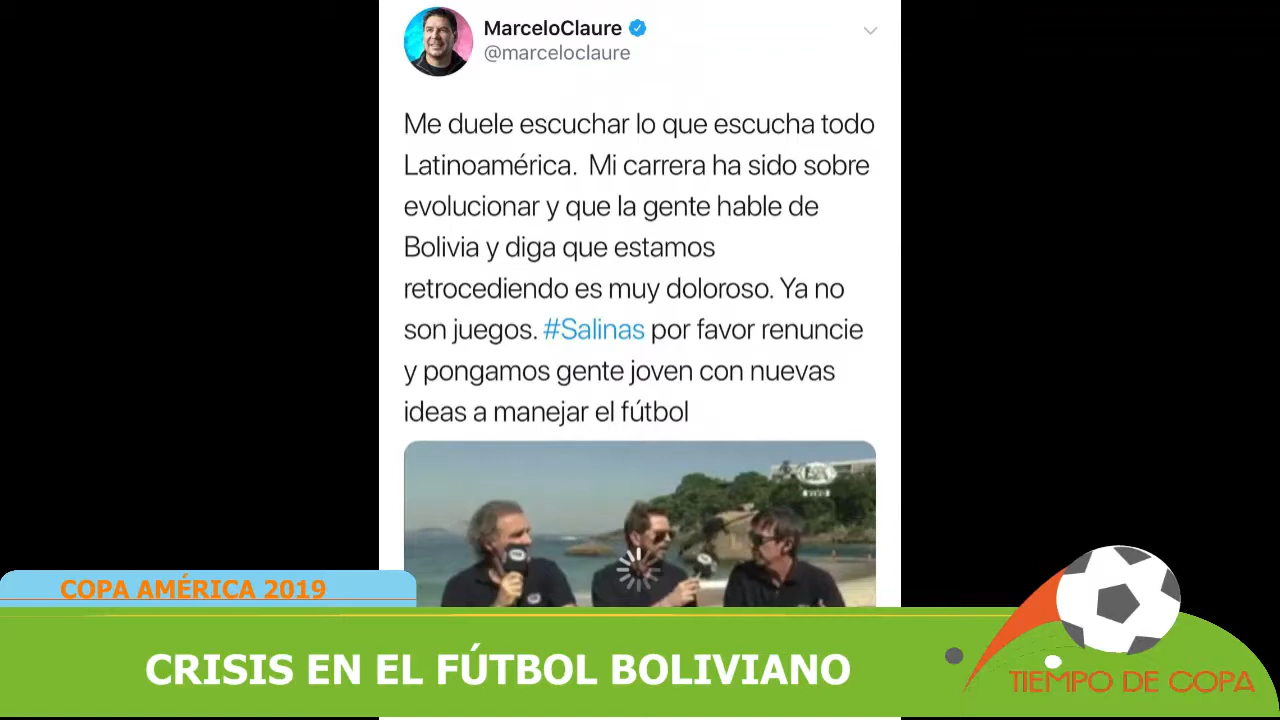 MarceloClaure
@marceloclaure
Me duele escuchar lo que escucha todo
Latinoamérica. Mi carrera ha sido sobre
evolucionar y que la gente hable de
Bolivia y diga que estamos
retrocediendo es muy doloroso. Ya no
son juegos. #Salinas por favor renuncie
y pongamos gente joven con nuevas
ideas a manejar el fútbol
COPA AMÉRICA 2019
CRISIS EN EL FÚTBOL BOLIVIANO
TIEMPO DE COPA